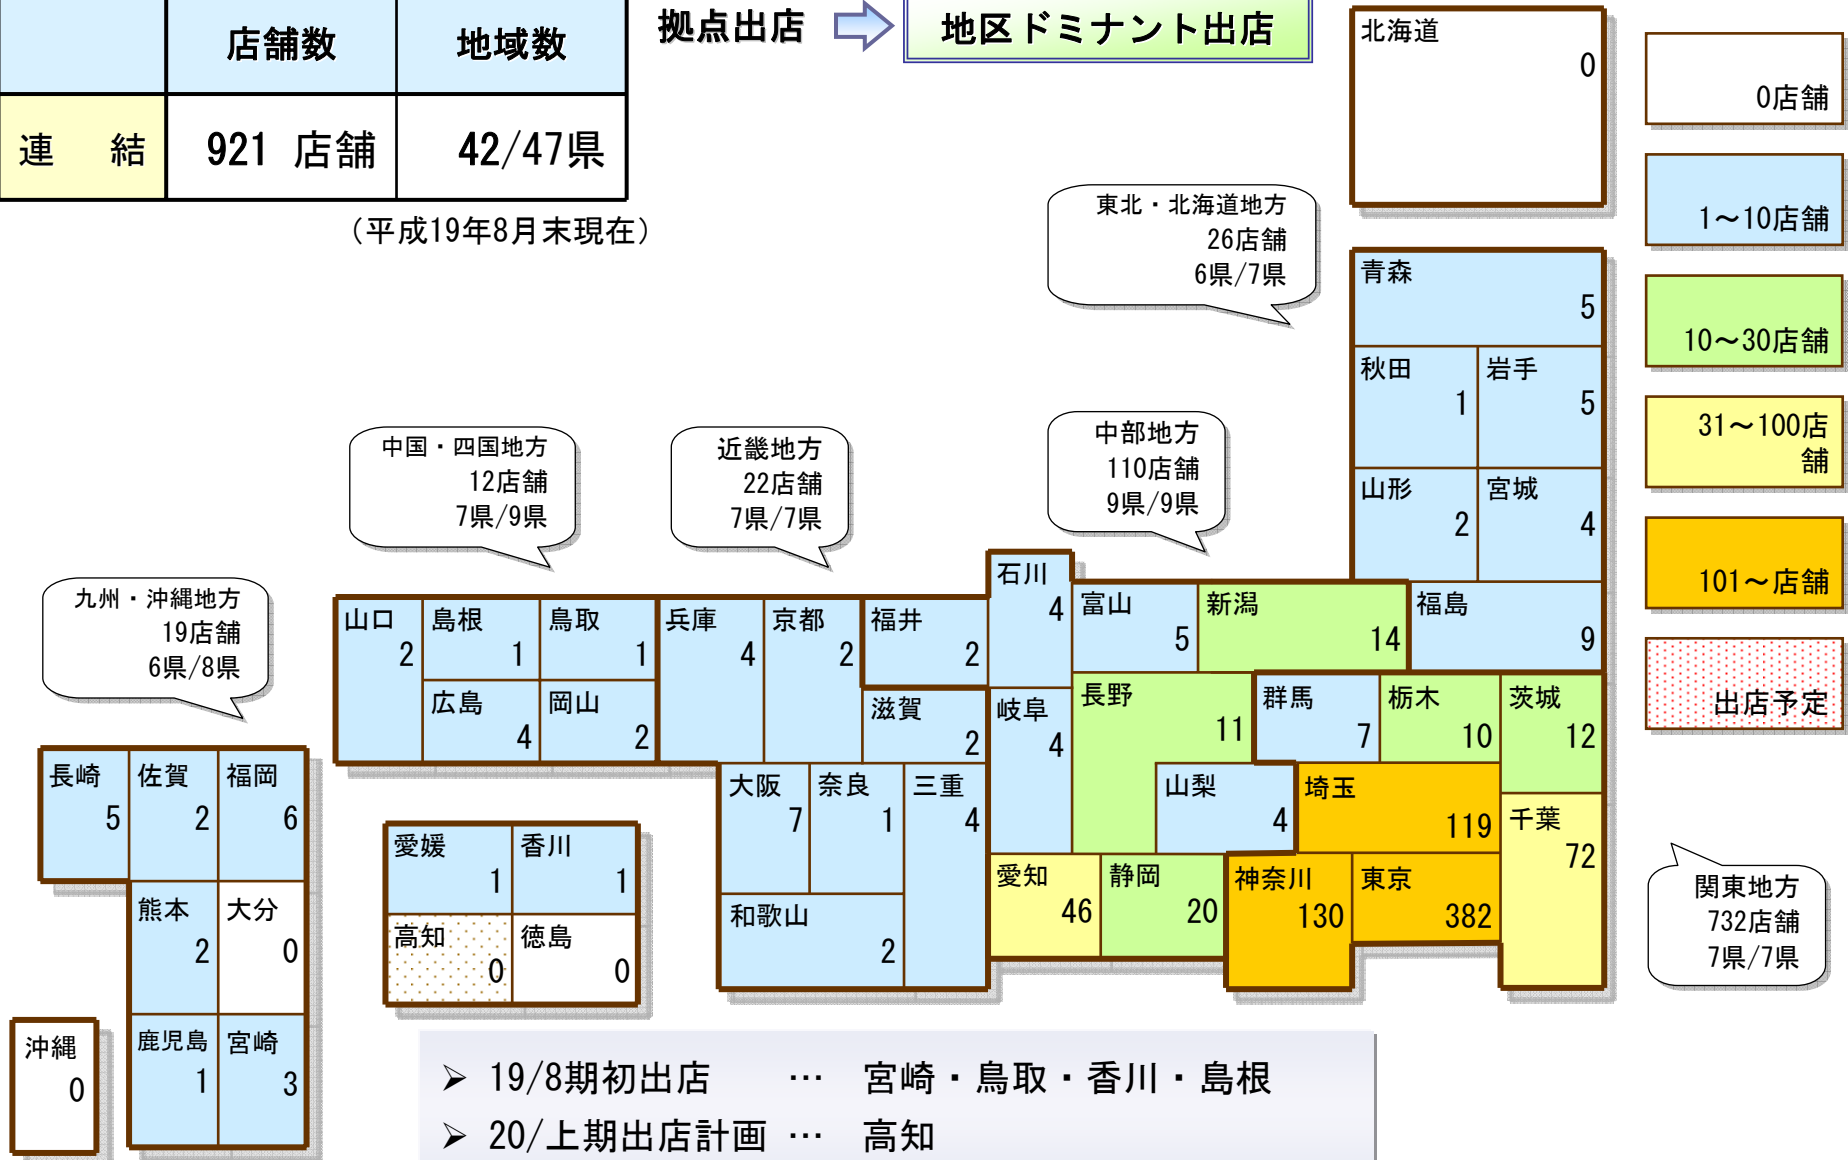 店舗数 地域数
連 結 921 店舗 42/47県
(平成19年8月末現在)
拠点出店
地区ドミナント出店
北海道
0
0店舗
1～10店舗
10～30店舗
31～100店
舗
101～店舗
出店予定
東北・北海道地方
26店舗
6県/7県
青森
5
秋田
1
岩手
5
山形
2
宮城
4
福島
9
中部地方
110店舗
9県/9県
近畿地方
22店舗
7県/7県
中国・四国地方
12店舗
7県/9県
九州・沖縄地方
19店舗
6県/8県
関東地方
732店舗
7県/7県
石川
4
富山
5
新潟
14
福井
2
長野
11
岐阜
4
山梨
4
愛知
46
静岡
20
群馬
7
栃木
10
茨城
12
埼玉
119
千葉
72
神奈川
130
東京
382
兵庫
4
京都
2
滋賀
2
大阪
7
奈良
1
三重
4
和歌山
2
山口
2
島根
1
鳥取
1
広島
4
岡山
2
愛媛
1
香川
1
高知
0
徳島
0
長崎
5
佐賀
2
福岡
6
熊本
2
大分
0
鹿児島
1
宮崎
3
沖縄
0
➢ 19/8期初出店 … 宮崎・鳥取・香川・島根
➢ 20/上期出店計画 … 高知